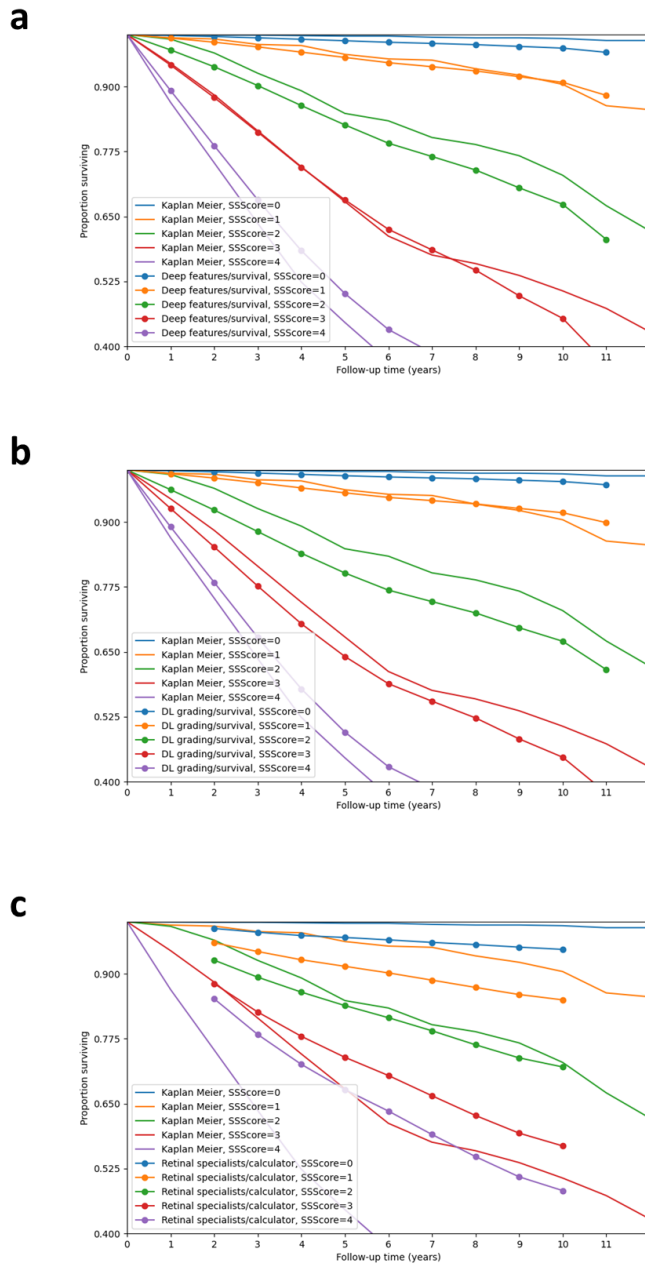 a
Proportion surviving
0.900
0.775
0.650
0.525
0.400
Kaplan Meier, SSScore=0
Kaplan Meier, SSScore=1
Kaplan Meier, SSScore=2
Kaplan Meier, SSScore=3
Kaplan Meier, SSScore=4
Deep features/survival, SSScore=0
Deep features/survival, SSScore=1
Deep features/survival, SSScore=2
Deep features/survival, SSScore=3
Deep features/survival, SSScore=4
0 1 2 3 4 5 6 7 8 9 10 11
Follow-up time (years)
b
Proportion surviving
0.900
0.775
0.650
0.525
0.400
Kaplan Meier, SSScore=0
Kaplan Meier, SSScore=1
Kaplan Meier, SSScore=2
Kaplan Meier, SSScore=3
Kaplan Meier, SSScore=4
DL grading/survival, SSScore=0
DL grading/survival, SSScore=1
DL grading/survival, SSScore=2
DL grading/survival, SSScore=3
DL grading/survival, SSScore=4
0 1 2 3 4 5 6 7 8 9 10 11
Follow-up time (years)
c
Proportion surviving
0.900
0.775
0.650
0.525
0.400
Kaplan Meier, SSScore=0
Kaplan Meier, SSScore=1
Kaplan Meier, SSScore=2
Kaplan Meier, SSScore=3
Kaplan Meier, SSScore=4
Retinal specialists/calculator, SSScore=0
Retinal specialists/calculator, SSScore=1
Retinal specialists/calculator, SSScore=2
Retinal specialists/calculator, SSScore=3
Retinal specialists/calculator, SSScore=4
0 1 2 3 4 5 6 7 8 9 10 11
Follow-up time (years)